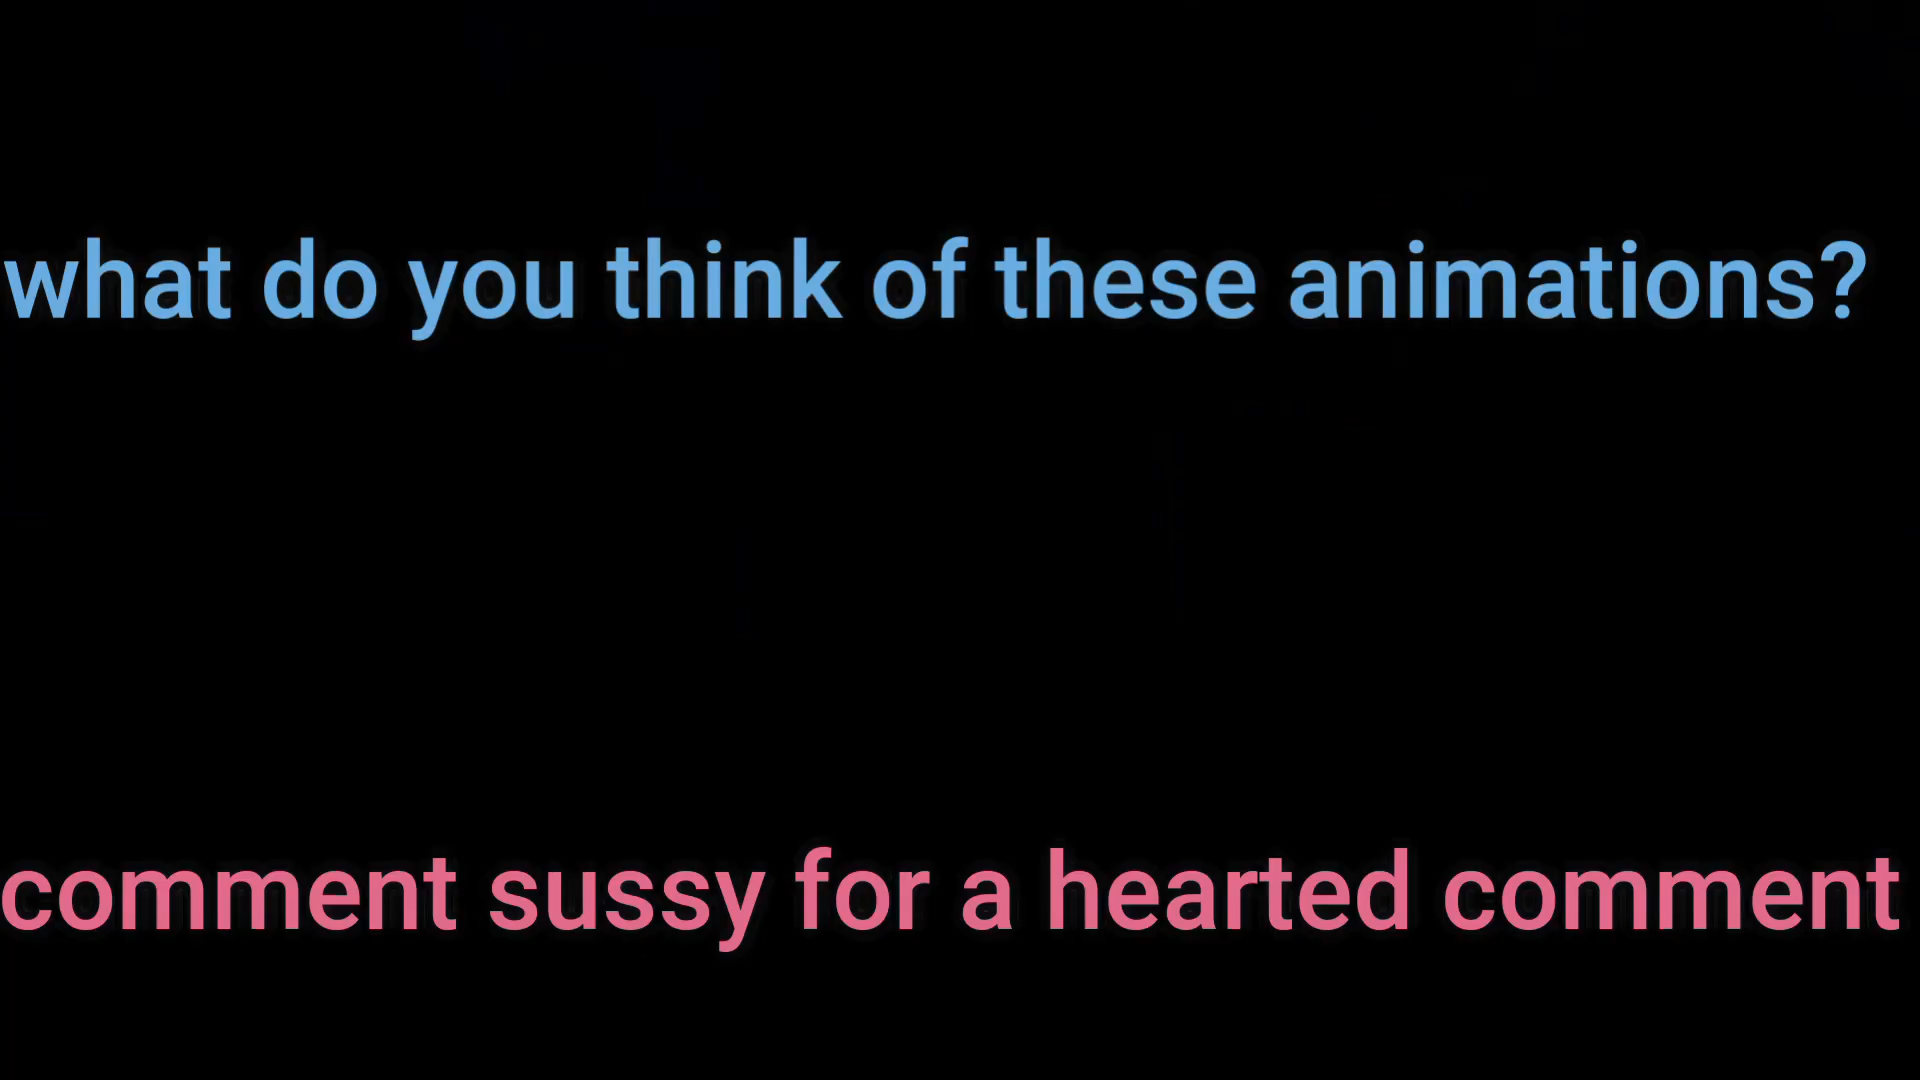 what do you think of these animations?
comment sussy for a hearted comment